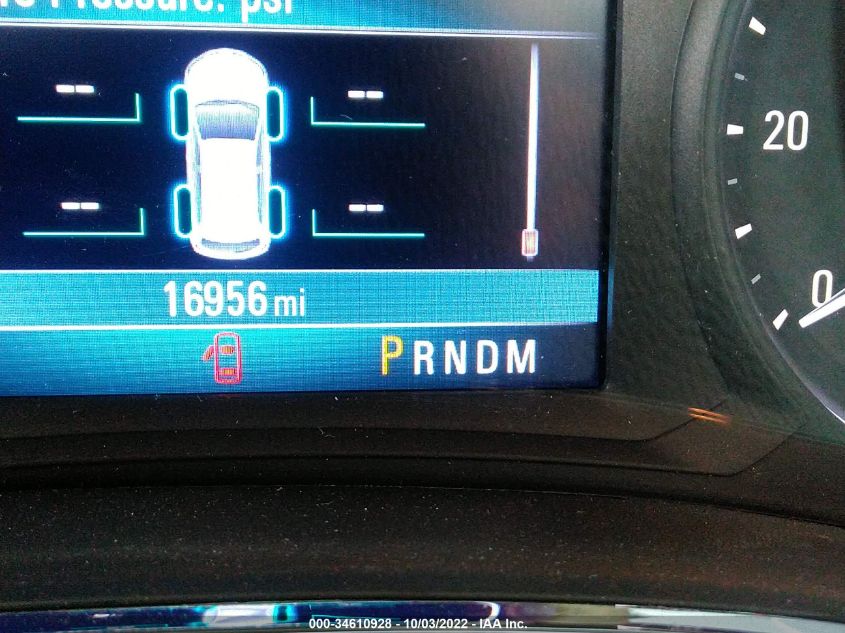 Pressure: psi
-- --
-- --
20
0
16956 mi
PRNDM
000-34610928 - 10/03/2022 - IAA Inc.